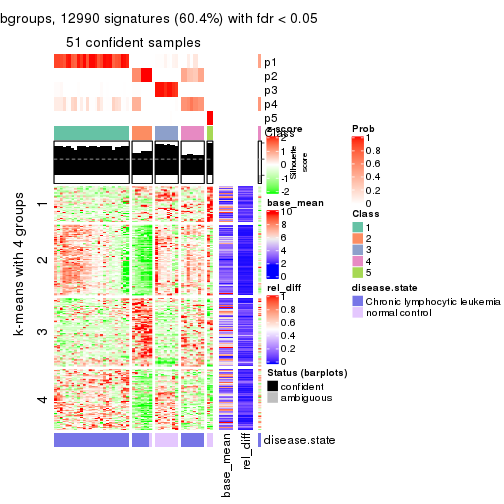 bgroups, 12990 signatures (60.4%) with fdr < 0.05
51 confident samples
p1
p2
p3
p4
p5
Class
Silhouette
score
k-means with 4 groups
1
2
3
4
base_mean
rel_diff
disease.state
z-score
2
1
0
-1
-2
base_mean
10
8
6
4
2
0
rel_diff
1
0.8
0.6
0.4
0.2
0
Status (barplots)
confident
ambiguous
Prob
1
0.8
0.6
0.4
0.2
0
Class
1
2
3
4
5
disease.state
Chronic lymphocytic leukemia
normal control